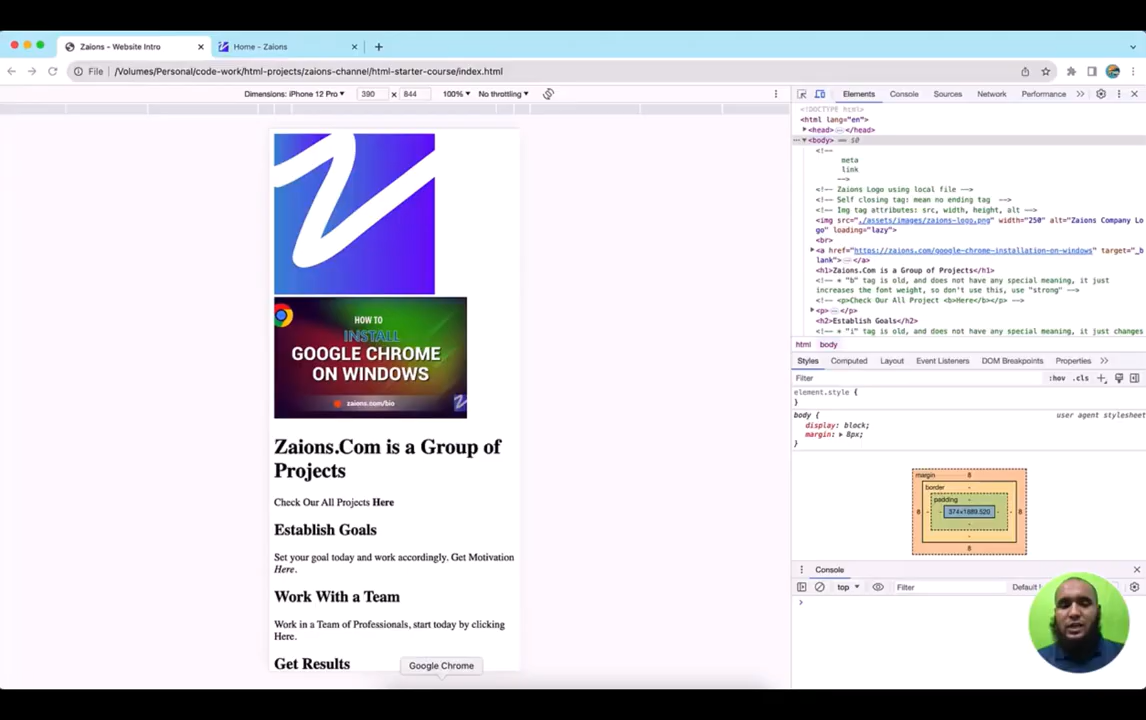 Zaions - Website Intro
Home - Zaions
File /Volumes/Personal/code-work/html-projects/zaions-channel/html-starter-course/index.html
Dimensions: iPhone 12 Pro ▾ 390 × 844 100% ▾ No throttling ▾
HOW TO
INSTALL
GOOGLE CHROME
ON WINDOWS
zaions.com/bio
Zaions.Com is a Group of
Projects
Check Our All Projects Here
Establish Goals
Set your goal today and work accordingly. Get Motivation
Here.
Work With a Team
Work in a Team of Professionals, start today by clicking
Here.
Get Results
Google Chrome
Elements Console Sources Network Performance
<!DOCTYPE html>
<html lang="en">
<head> </head>
<body> == $0
<!--
meta
link
-->
<!-- Zaions Logo using local file -->
<!-- Self closing tag: mean no ending tag -->
<!-- Img tag attributes: src, width, height, alt -->
<img src="./assets/images/zaions-logo.png" width="250" alt="Zaions Company Lo
go" loading="lazy">
<br>
<a href="https://zaions.com/google-chrome-installation-on-windows" target="_b
lank"> </a>
<h1>Zaions.Com is a Group of Projects</h1>
<!-- * "b" tag is old, and does not have any special meaning, it just
increases the font weight, so don't use this, use "strong" -->
<!-- <p>Check Our All Project <b>Here</b></p> -->
<p> </p>
<h2>Establish Goals</h2>
<!-- * "i" tag is old, and does not have any special meaning, it just changes
html body
Styles Computed Layout Event Listeners DOM Breakpoints Properties
Filter :hov .cls
element.style {
}
body { user agent stylesheet
display: block;
margin: ▸ 8px;
}
margin 8
border -
padding -
8 - - 374×1889.520 - - 8
-
-
8
Console
top ▾ Filter Default